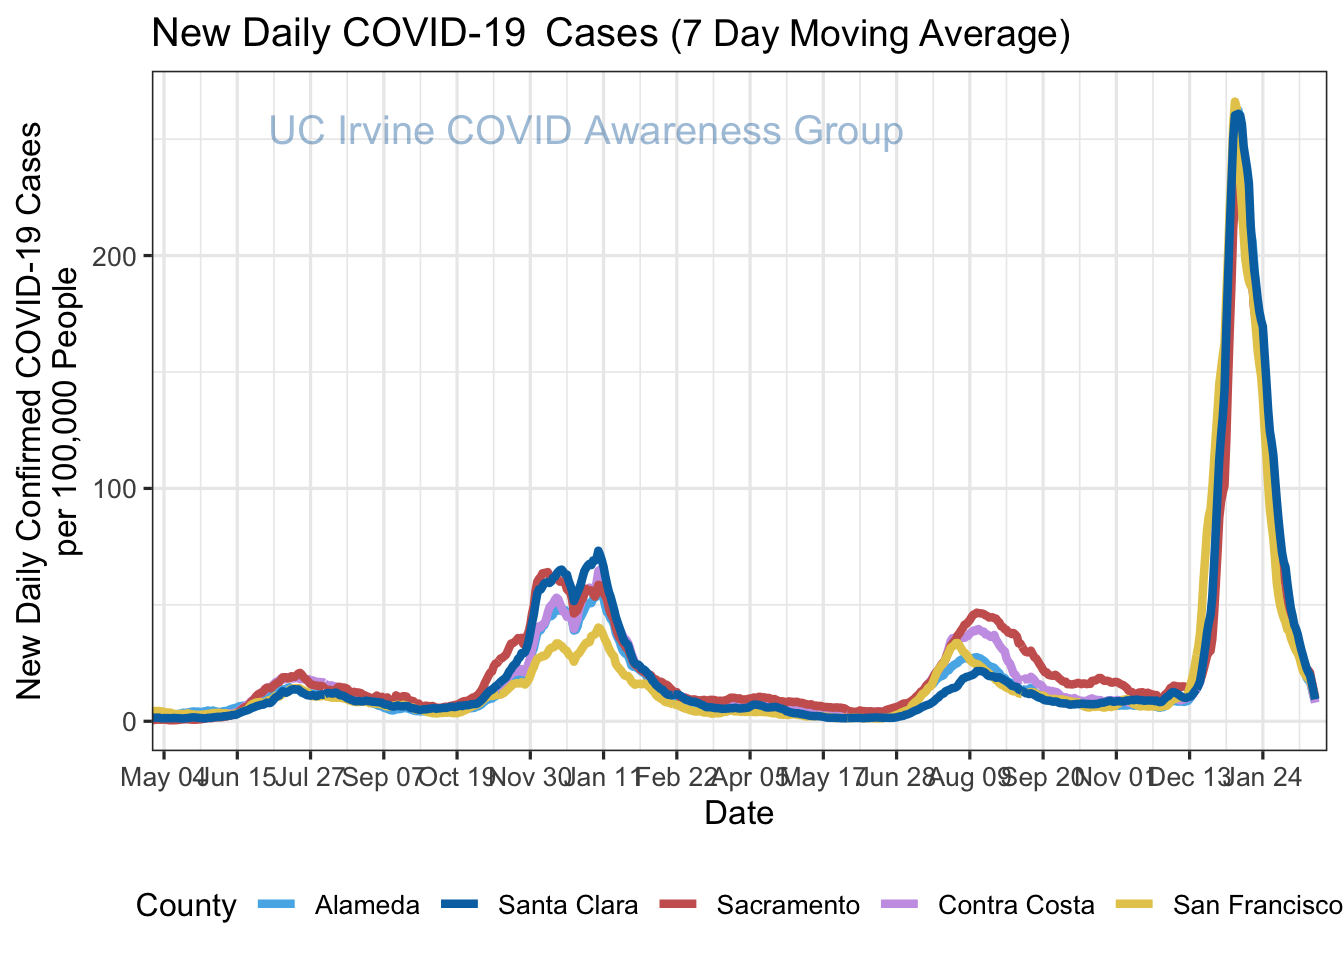 New Daily COVID-19  Cases (7 Day Moving Average)
UC Irvine COVID Awareness Group
New Daily Confirmed COVID-19 Cases
per 100,000 People
200
100
0
May 04 Jun 15 Jul 27 Sep 07 Oct 19 Nov 30 Jan 11 Feb 22 Apr 05 May 17 Jun 28 Aug 09 Sep 20 Nov 01 Dec 13 Jan 24
Date
County Alameda Santa Clara Sacramento Contra Costa San Francisco